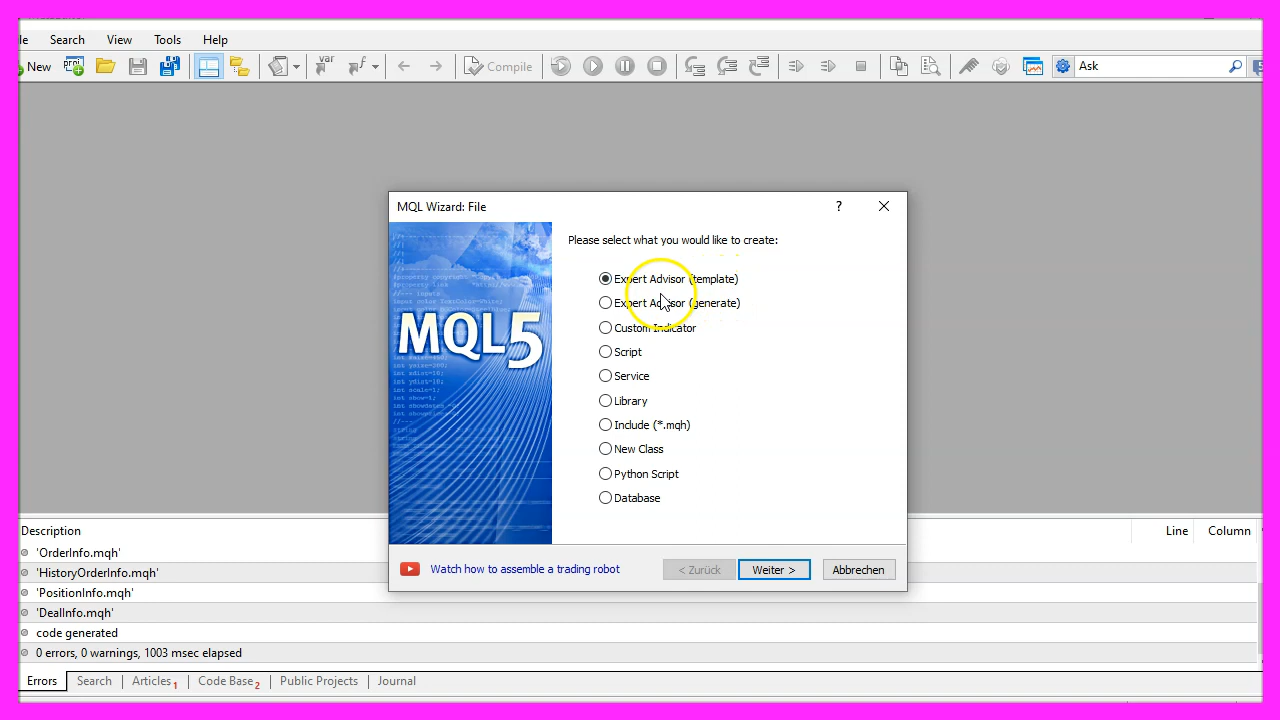 le Search View Tools Help
New var Compile Ask
MQL Wizard: File ?
Please select what you would like to create:
Expert Advisor (template)
Expert Advisor (generate)
Custom Indicator
Script
Service
Library
Include (*.mqh)
New Class
Python Script
Database
MQL5
Watch how to assemble a trading robot < Zurück Weiter > Abbrechen
Description Line Column
'OrderInfo.mqh'
'HistoryOrderInfo.mqh'
'PositionInfo.mqh'
'DealInfo.mqh'
code generated
0 errors, 0 warnings, 1003 msec elapsed
Errors Search Articles 1 Code Base 2 Public Projects Journal